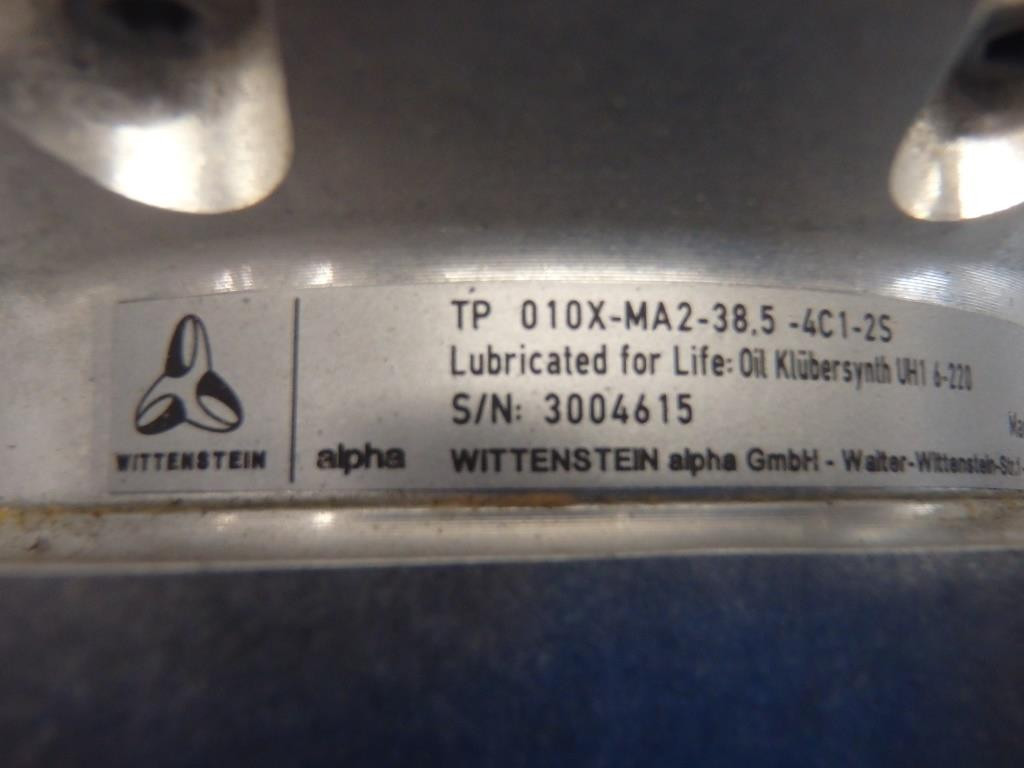 TP 010X-MA2-38.5 -4C1-2S
Lubricated for Life: Oil Klübersynth UH1 6-220
S/N: 3004615
WITTENSTEIN
alpha
WITTENSTEIN alpha GmbH - Walter-Wittenstein-Str.